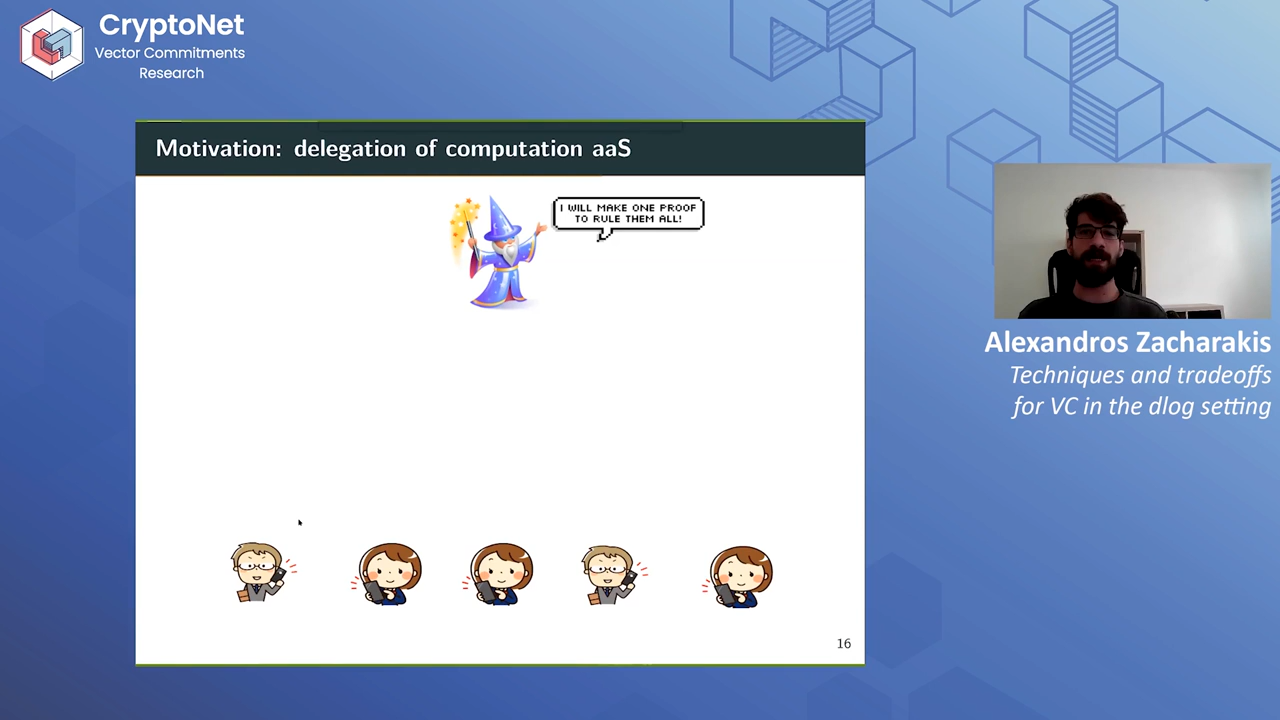 CryptoNet
Vector Commitments
Research
Motivation: delegation of computation aaS
I WILL MAKE ONE PROOF
TO RULE THEM ALL!
16
Alexandros Zacharakis
Techniques and tradeoffs
for VC in the dlog setting